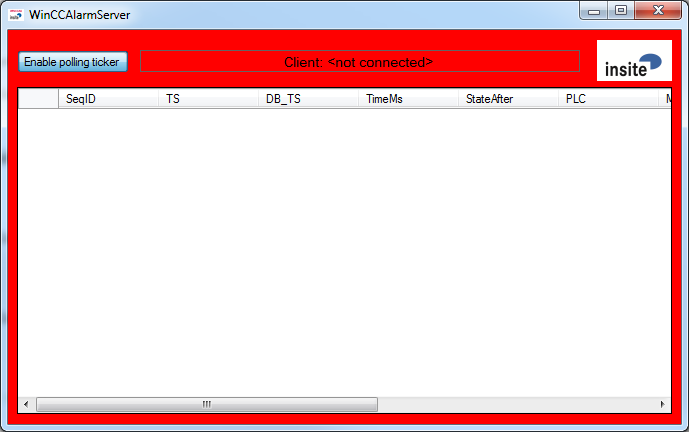 WinCCAlarmServer
Enable polling ticker
Client: <not connected>
insite
SeqID TS DB_TS TimeMs StateAfter PLC M